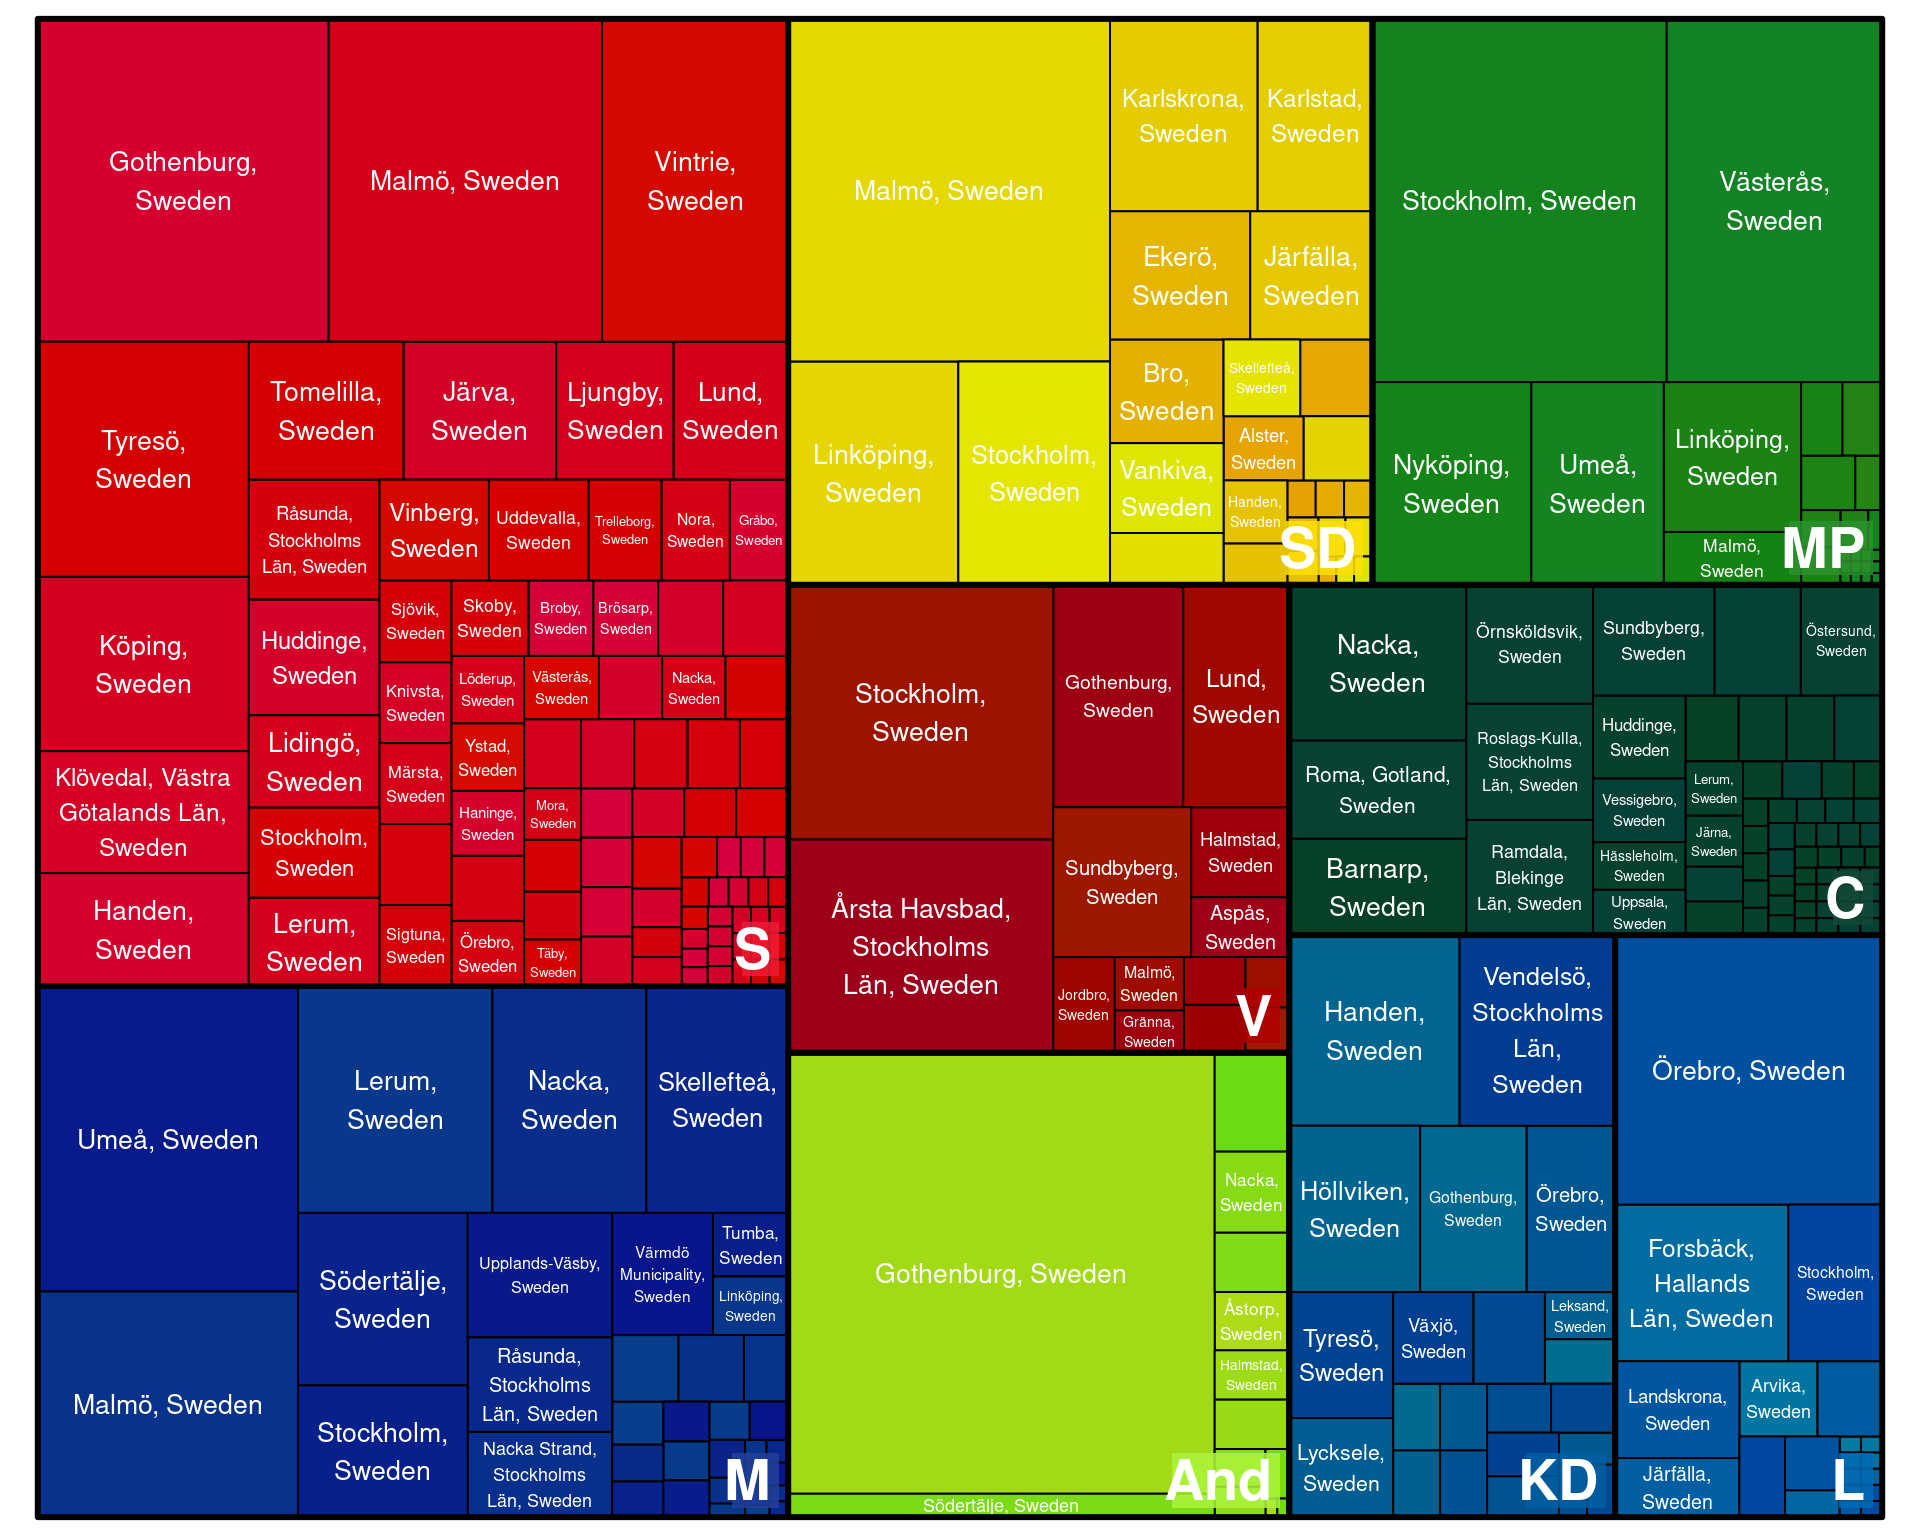 Gothenburg,
Sweden
Malmö, Sweden
Vintrie,
Sweden
Tyresö,
Sweden
Tomelilla,
Sweden
Järva,
Sweden
Ljungby,
Sweden
Lund,
Sweden
Råsunda,
Stockholms
Län, Sweden
Vinberg,
Sweden
Uddevalla,
Sweden
Trelleborg,
Sweden
Nora,
Sweden
Gråbo,
Sweden
Köping,
Sweden
Huddinge,
Sweden
Sjövik,
Sweden
Skoby,
Sweden
Broby,
Sweden
Brösarp,
Sweden
Knivsta,
Sweden
Löderup,
Sweden
Västerås,
Sweden
Nacka,
Sweden
Klövedal, Västra
Götalands Län,
Sweden
Lidingö,
Sweden
Märsta,
Sweden
Ystad,
Sweden
Haninge,
Sweden
Mora,
Sweden
Stockholm,
Sweden
Handen,
Sweden
Lerum,
Sweden
Sigtuna,
Sweden
Örebro,
Sweden
Täby,
Sweden
S
Malmö, Sweden
Karlskrona,
Sweden
Karlstad,
Sweden
Ekerö,
Sweden
Järfälla,
Sweden
Linköping,
Sweden
Stockholm,
Sweden
Bro,
Sweden
Skellefteå,
Sweden
Alster,
Sweden
Vankiva,
Sweden
Handen,
Sweden
SD
Stockholm, Sweden
Västerås,
Sweden
Nyköping,
Sweden
Umeå,
Sweden
Linköping,
Sweden
Malmö,
Sweden
MP
Stockholm,
Sweden
Gothenburg,
Sweden
Lund,
Sweden
Årsta Havsbad,
Stockholms
Län, Sweden
Sundbyberg,
Sweden
Halmstad,
Sweden
Aspås,
Sweden
Jordbro,
Sweden
Malmö,
Sweden
Gränna,
Sweden
V
Nacka,
Sweden
Örnsköldsvik,
Sweden
Sundbyberg,
Sweden
Östersund,
Sweden
Roma, Gotland,
Sweden
Roslags-Kulla,
Stockholms
Län, Sweden
Huddinge,
Sweden
Vessigebro,
Sweden
Lerum,
Sweden
Järna,
Sweden
Barnarp,
Sweden
Ramdala,
Blekinge
Län, Sweden
Hässleholm,
Sweden
Uppsala,
Sweden
C
Umeå, Sweden
Lerum,
Sweden
Nacka,
Sweden
Skellefteå,
Sweden
Malmö, Sweden
Södertälje,
Sweden
Upplands-Väsby,
Sweden
Värmdö
Municipality,
Sweden
Tumba,
Sweden
Linköping,
Sweden
Råsunda,
Stockholms
Län, Sweden
Stockholm,
Sweden
Nacka Strand,
Stockholms
Län, Sweden
M
Gothenburg, Sweden
Nacka,
Sweden
Åstorp,
Sweden
Halmstad,
Sweden
Södertälje, Sweden
And
Handen,
Sweden
Vendelsö,
Stockholms
Län,
Sweden
Höllviken,
Sweden
Gothenburg,
Sweden
Örebro,
Sweden
Tyresö,
Sweden
Växjö,
Sweden
Leksand,
Sweden
Lycksele,
Sweden
KD
Örebro, Sweden
Forsbäck,
Hallands
Län, Sweden
Stockholm,
Sweden
Landskrona,
Sweden
Arvika,
Sweden
Järfälla,
Sweden
L